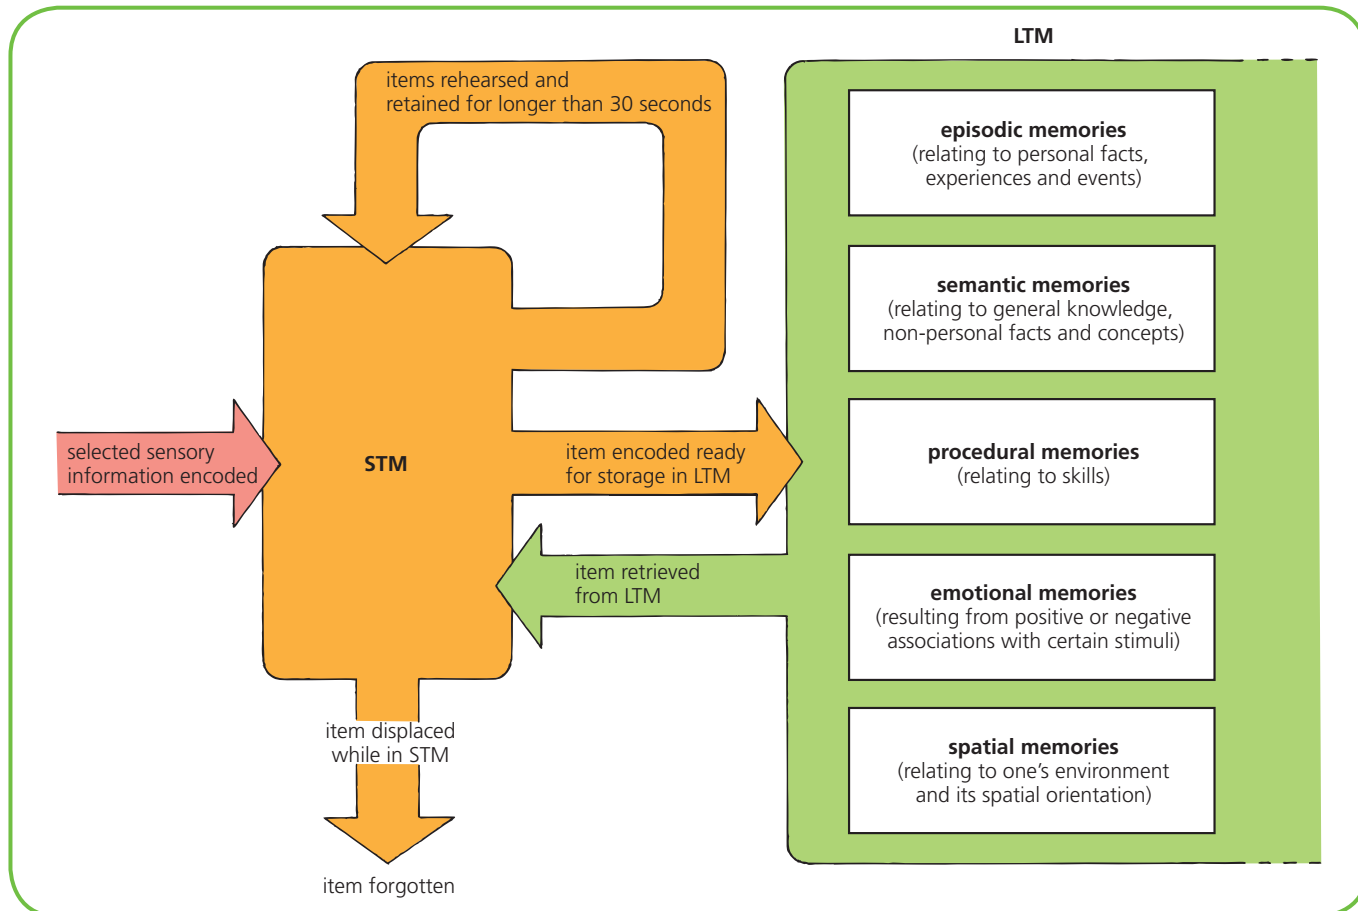 LTM
items rehearsed and
retained for longer than 30 seconds
episodic memories
(relating to personal facts,
experiences and events)
semantic memories
(relating to general knowledge,
non-personal facts and concepts)
selected sensory
information encoded
STM
item encoded ready
for storage in LTM
procedural memories
(relating to skills)
item retrieved
from LTM
emotional memories
(resulting from positive or negative
associations with certain stimuli)
item displaced
while in STM
spatial memories
(relating to one’s environment
and its spatial orientation)
item forgotten